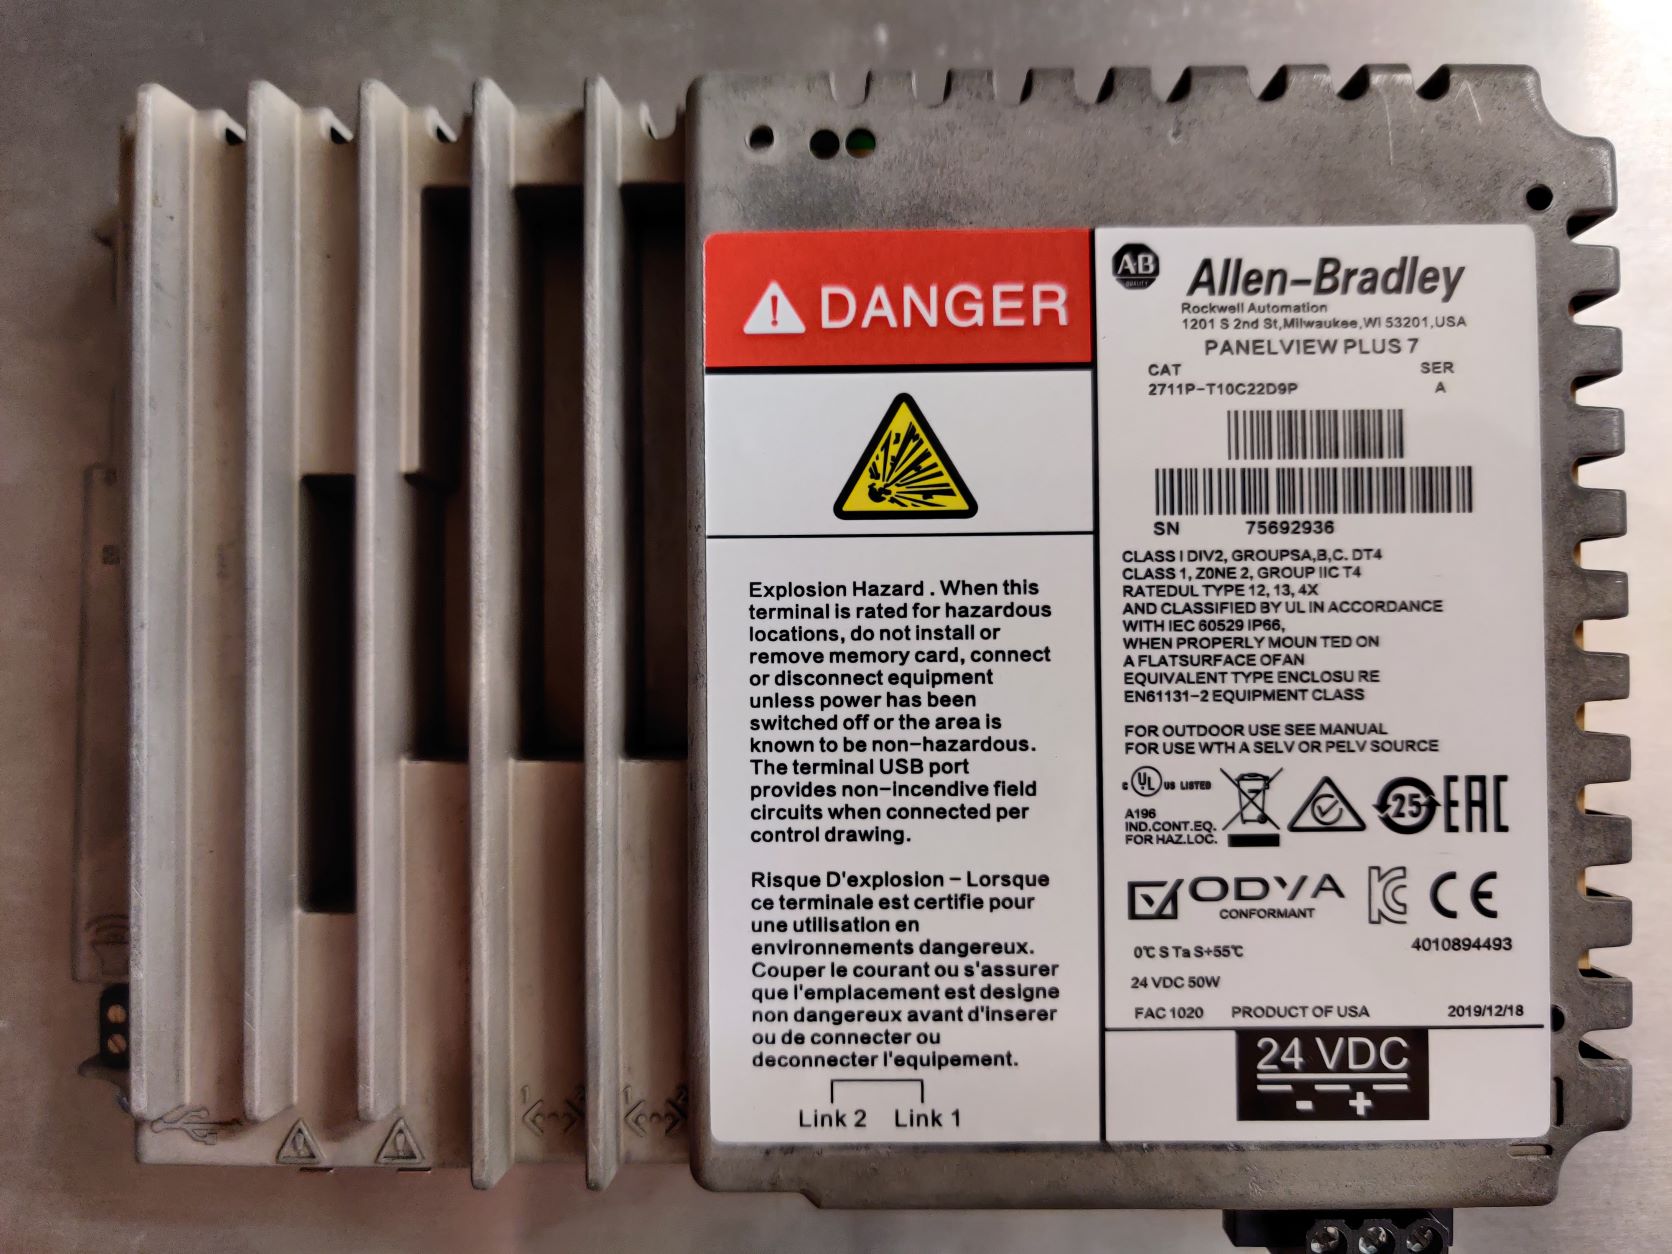 DANGER
Explosion Hazard . When this
terminal is rated for hazardous
locations, do not install or
remove memory card, connect
or disconnect equipment
unless power has been
switched off or the area is
known to be non-hazardous.
The terminal USB port
provides non-incendive field
circuits when connected per
control drawing.
Risque D'explosion - Lorsque
ce terminale est certifie pour
une utilisation en
environnements dangereux.
Couper le courant ou s'assurer
que l'emplacement est designe
non dangereux avant d'inserer
ou de connecter ou
deconnecter l'equipement.
Link 2 Link 1
AB
QUALITY
Allen-Bradley
Rockwell Automation
1201 S 2nd St,Milwaukee,WI 53201,USA
PANELVIEW PLUS 7
CAT SER
2711P-T10C22D9P A
SN 75692936
CLASS I DIV2, GROUPSA,B,C. DT4
CLASS 1, Z0NE 2, GROUP IIC T4
RATEDUL TYPE 12, 13, 4X
AND CLASSIFIED BY UL IN ACCORDANCE
WITH IEC 60529 IP66,
WHEN PROPERLY MOUN TED ON
A FLATSURFACE OFAN
EQUIVALENT TYPE ENCLOSU RE
EN61131-2 EQUIPMENT CLASS
FOR OUTDOOR USE SEE MANUAL
FOR USE WTH A SELV OR PELV SOURCE
C UL US LISTED
A196
IND.CONT.EQ.
FOR HAZ.LOC.
25 EAC
ODVA
CONFORMANT
KC CE
4010894493
0℃ S Ta S+55℃
24 VDC 50W
FAC 1020 PRODUCT OF USA 2019/12/18
24 VDC
- +